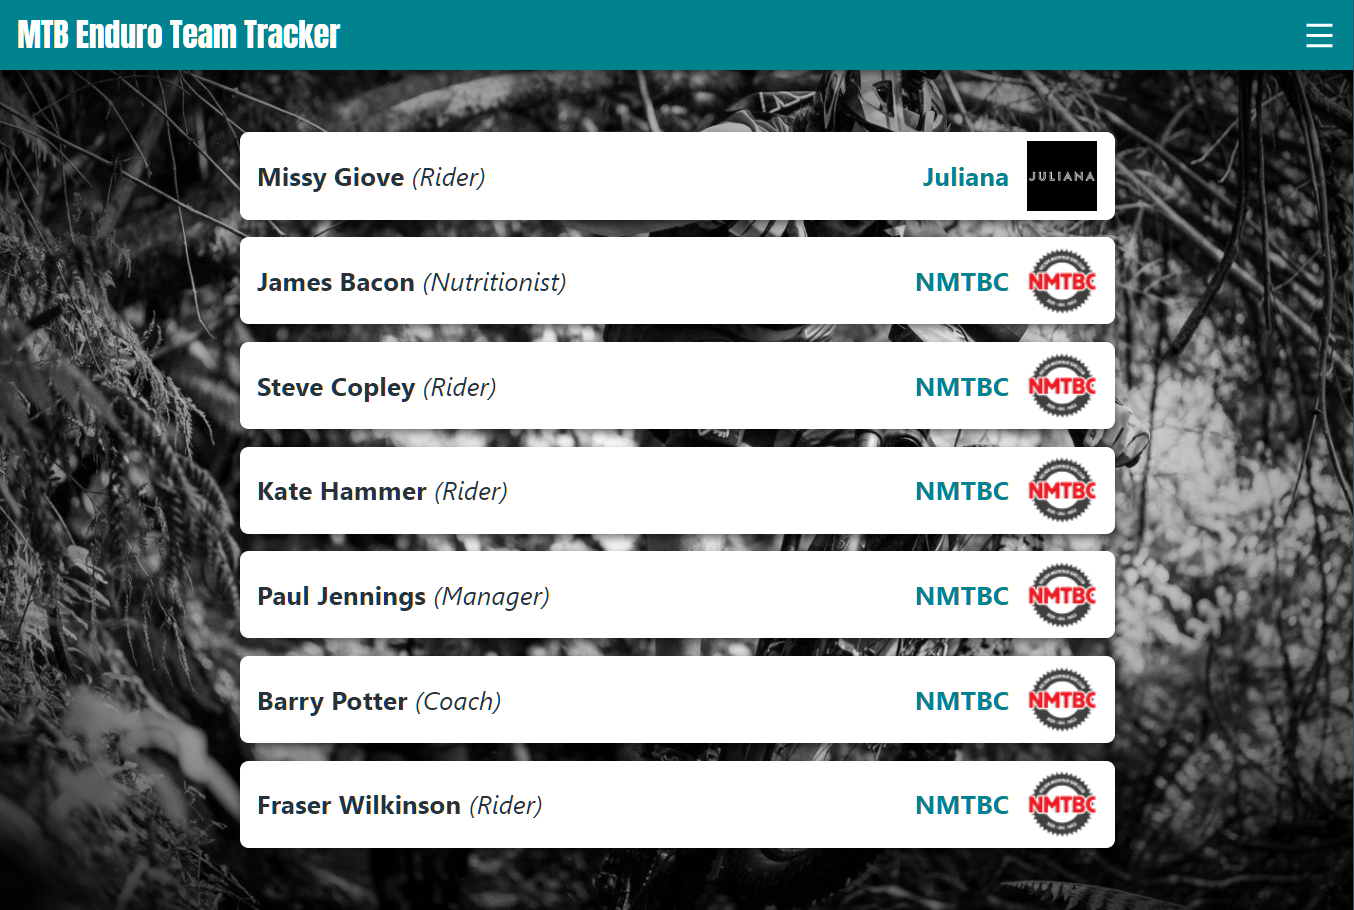 MTB Enduro Team Tracker
Missy Giove (Rider) Juliana JULIANA
James Bacon (Nutritionist) NMTBC NMTBC
Steve Copley (Rider) NMTBC NMTBC
Kate Hammer (Rider) NMTBC NMTBC
Paul Jennings (Manager) NMTBC NMTBC
Barry Potter (Coach) NMTBC NMTBC
Fraser Wilkinson (Rider) NMTBC NMTBC